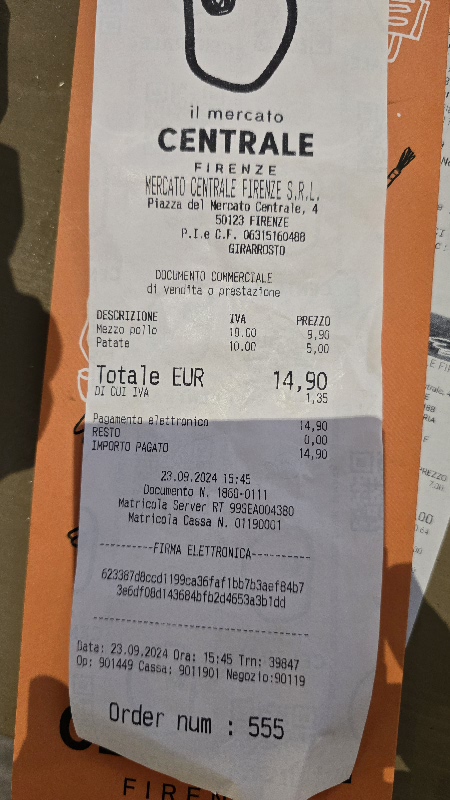 il mercato
CENTRALE
FIRENZE
MERCATO CENTRALE FIRENZE S.R.L.
Piazza del Mercato Centrale, 4
50123 FIRENZE
P.I.e C.F. 06315160488
GIRARROSTO
DOCUMENTO COMMERCIALE
di vendita o prestazione
DESCRIZIONE IVA PREZZO
Mezzo pollo 10.00 9,90
Patate 10.00 5,00
Totale EUR 14,90
DI CUI IVA 1,35
Pagamento elettronico 14,90
RESTO 0,00
IMPORTO PAGATO 14,90
23.09.2024 15:45
Documento N. 1860-0111
Matricola Server RT 99SEA004380
Matricola Cassa N. 01190001
----------FIRMA ELETTRONICA-----------
623387d8ccd1199ca36faf1bb7b3aef84b7
3e6df08d143684bfb2d4653a3b1dd
--------------------------------------
Data: 23.09.2024 Ora: 15:45 Trn: 39847
Op: 901449 Cassa: 9011901 Negozio:90119
Order num : 555
FIREN